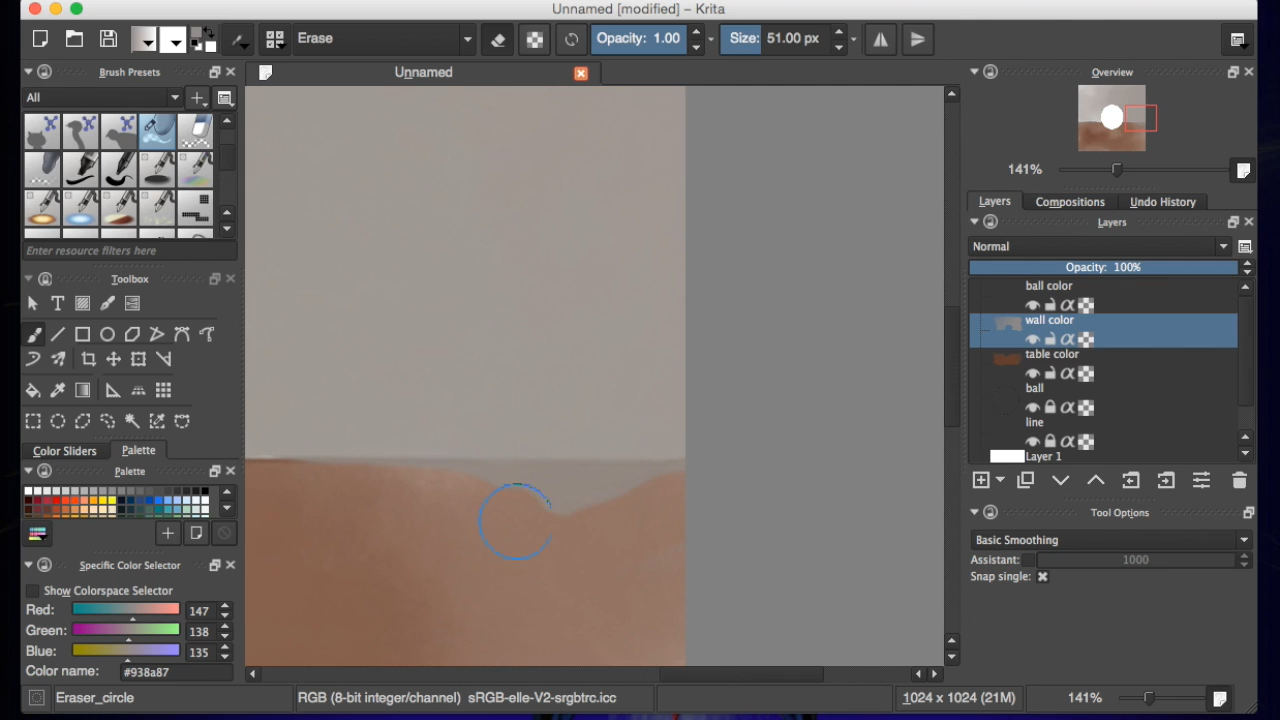 Unnamed [modified] – Krita
Erase
Opacity: 1.00
Size: 51.00 px
Brush Presets
Unnamed
Overview
All
141%
Layers
Compositions
Undo History
Layers
Normal
Enter resource filters here
Opacity: 100%
Toolbox
ball color
wall color
table color
ball
line
Color Sliders
Palette
Layer 1
Palette
Tool Options
Basic Smoothing
Assistant:
1000
Specific Color Selector
Snap single:
Show Colorspace Selector
Red:
147
Green:
138
Blue:
135
Color name:
#938a87
Eraser_circle
RGB (8-bit integer/channel) sRGB-elle-V2-srgbtrc.icc
1024 x 1024 (21M)
141%